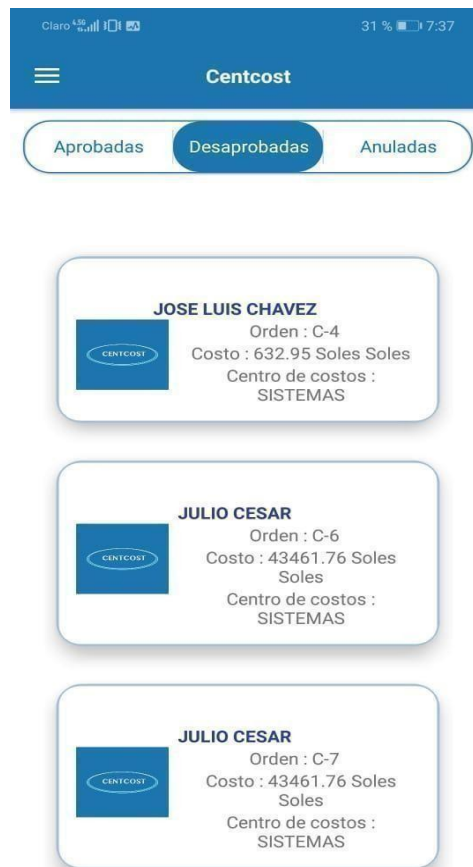 Claro 31 % 7:37
Centcost
Aprobadas Desaprobadas Anuladas
JOSE LUIS CHAVEZ
Orden : C-4
CENTCOST
Costo : 632.95 Soles Soles
Centro de costos :
SISTEMAS
JULIO CESAR
Orden : C-6
CENTCOST
Costo : 43461.76 Soles
Soles
Centro de costos :
SISTEMAS
JULIO CESAR
Orden : C-7
CENTCOST
Costo : 43461.76 Soles
Soles
Centro de costos :
SISTEMAS